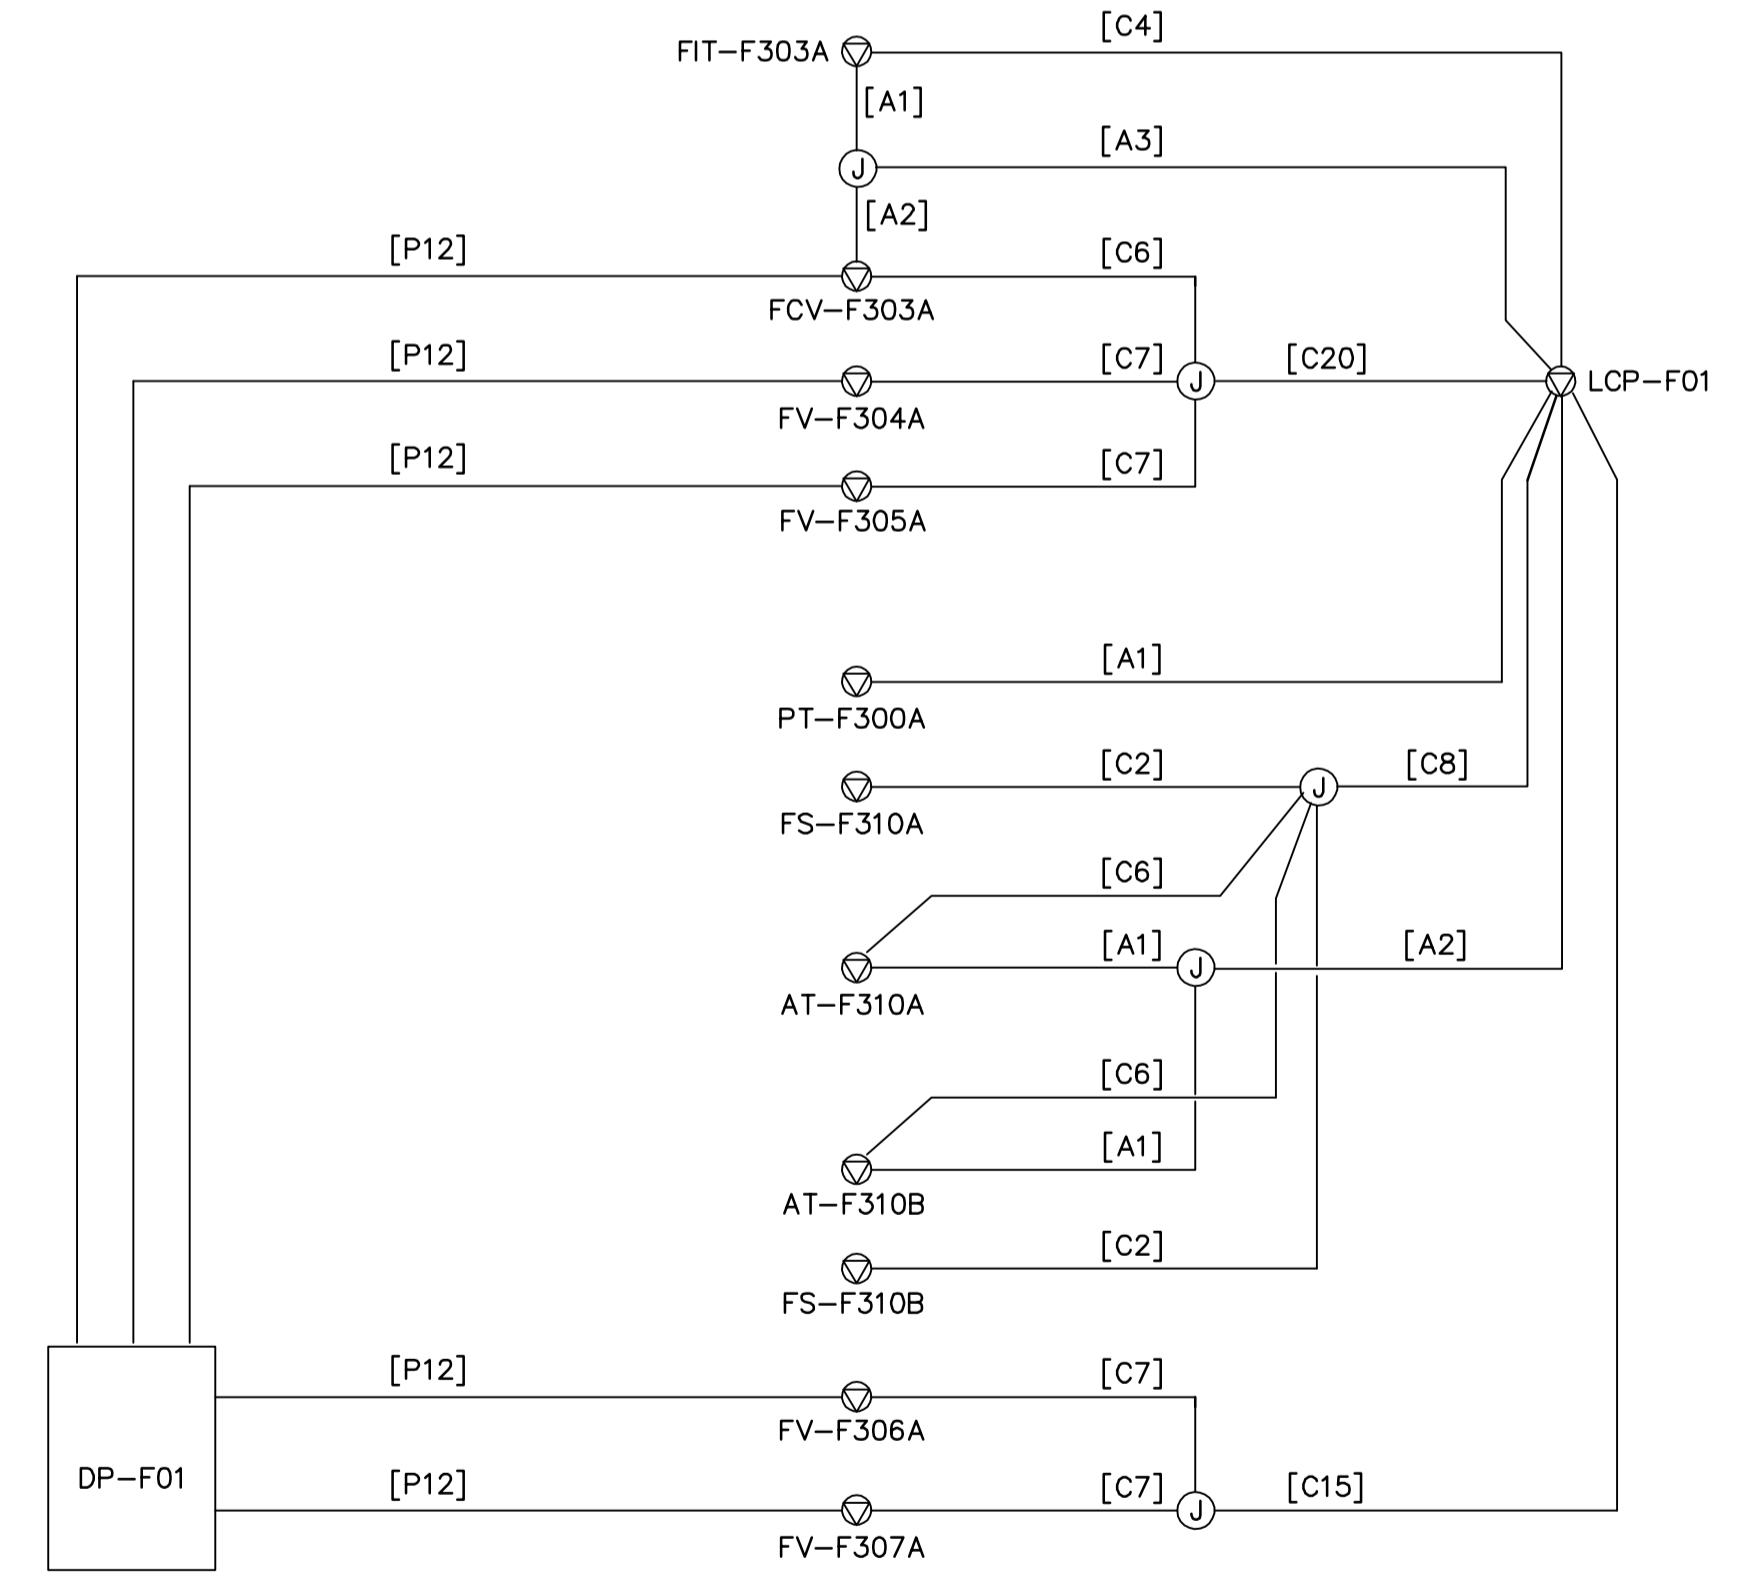 [C4]
FIT-F303A
[A1]
[A3]
J
[A2]
[P12]
[C6]
FCV-F303A
[P12]
[C7]
[C20]
J
LCP-F01
FV-F304A
[P12]
[C7]
FV-F305A
[A1]
PT-F300A
[C2]
[C8]
J
FS-F310A
[C6]
[A1]
[A2]
J
AT-F310A
[C6]
[A1]
AT-F310B
[C2]
FS-F310B
[P12]
[C7]
FV-F306A
DP-F01
[P12]
[C7]
[C15]
J
FV-F307A